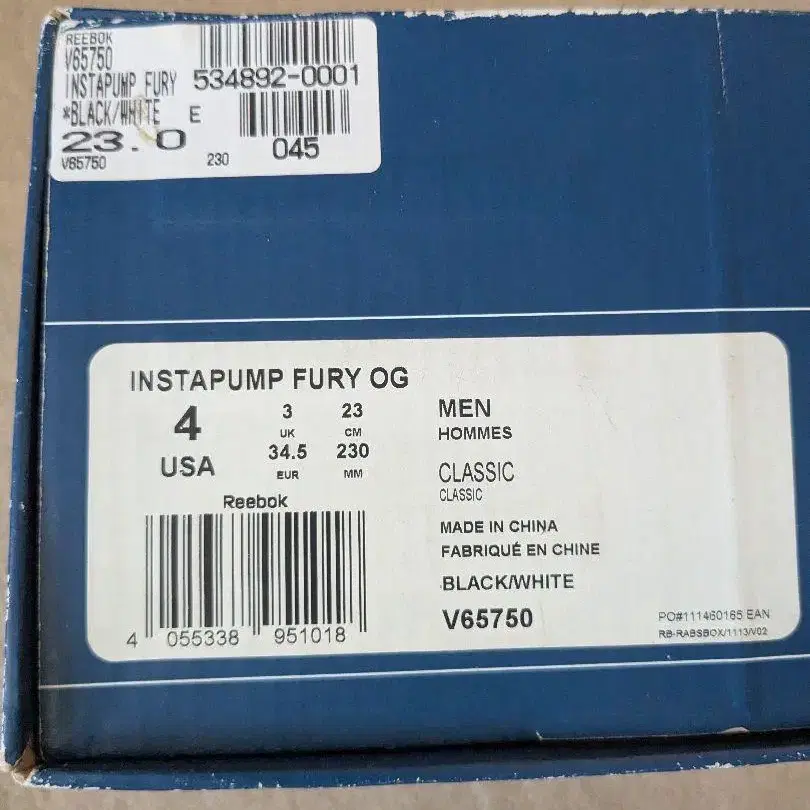 REEBOK
V65750
INSTAPUMP FURY
534892-0001
*BLACK/WHITE E
23.0
045
V65750 230
INSTAPUMP FURY OG
4
USA
3
UK
34.5
EUR
23
CM
230
MM
MEN
HOMMES
CLASSIC
CLASSIC
Reebok
MADE IN CHINA
FABRIQUÉ EN CHINE
BLACK/WHITE
V65750
4 055338 951018
PO#111460165 EAN
RB-RABSBOX/1113/V02